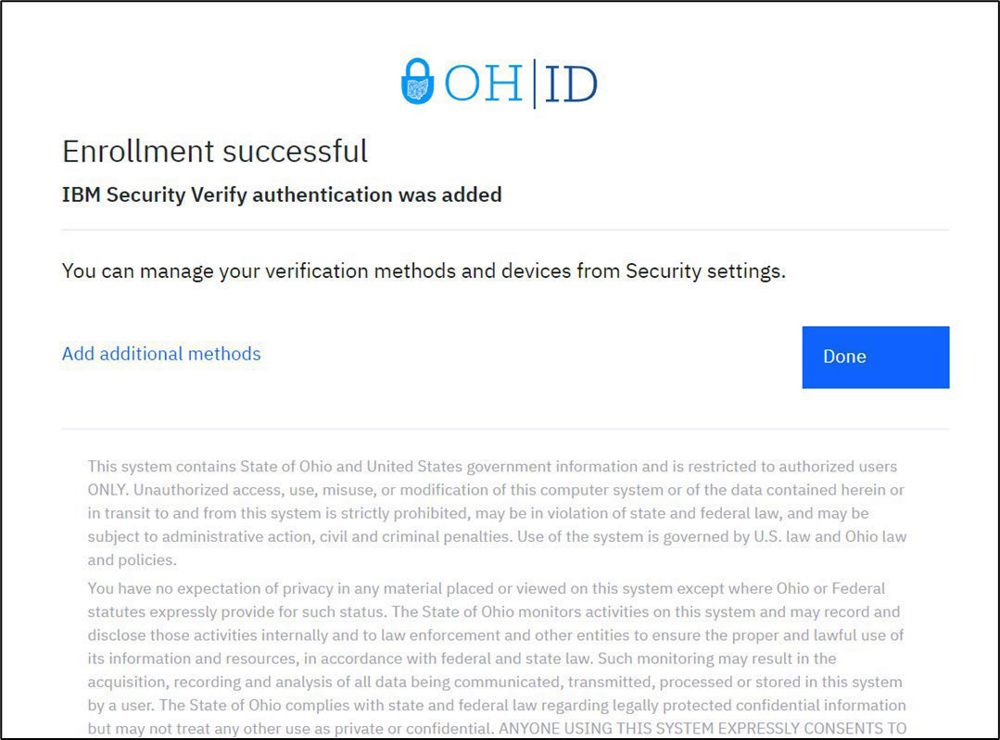 OH|ID
Enrollment successful
IBM Security Verify authentication was added
You can manage your verification methods and devices from Security settings.
Add additional methods
Done
This system contains State of Ohio and United States government information and is restricted to authorized users
ONLY. Unauthorized access, use, misuse, or modification of this computer system or of the data contained herein or
in transit to and from this system is strictly prohibited, may be in violation of state and federal law, and may be
subject to administrative action, civil and criminal penalties. Use of the system is governed by U.S. law and Ohio law
and policies.
You have no expectation of privacy in any material placed or viewed on this system except where Ohio or Federal
statutes expressly provide for such status. The State of Ohio monitors activities on this system and may record and
disclose those activities internally and to law enforcement and other entities to ensure the proper and lawful use of
its information and resources, in accordance with federal and state law. Such monitoring may result in the
acquisition, recording and analysis of all data being communicated, transmitted, processed or stored in this system
by a user. The State of Ohio complies with state and federal law regarding legally protected confidential information
but may not treat any other use as private or confidential. ANYONE USING THIS SYSTEM EXPRESSLY CONSENTS TO